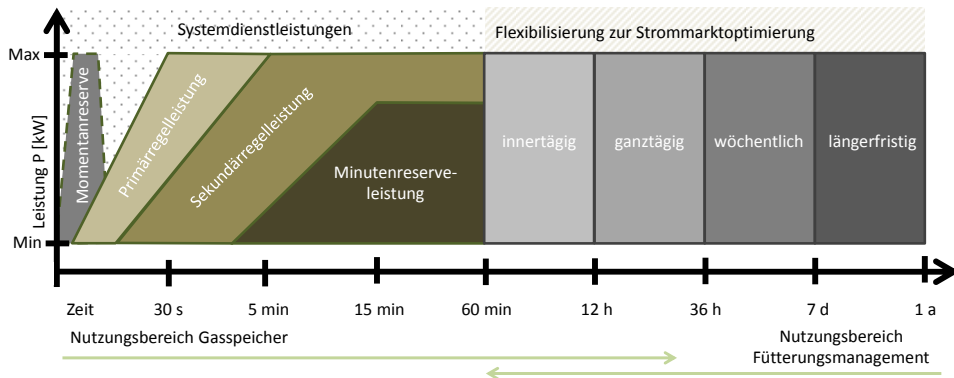 Systemdienstleistungen
Flexibilisierung zur Strommarktoptimierung
Max
Min
Leistung P [kW]
Momentanreserve
Primärregelleistung
Sekundärregelleistung
Minutenreserve-
leistung
innertägig
ganztägig
wöchentlich
längerfristig
Zeit
30 s
5 min
15 min
60 min
12 h
36 h
7 d
1 a
Nutzungsbereich Gasspeicher
Nutzungsbereich
Fütterungsmanagement